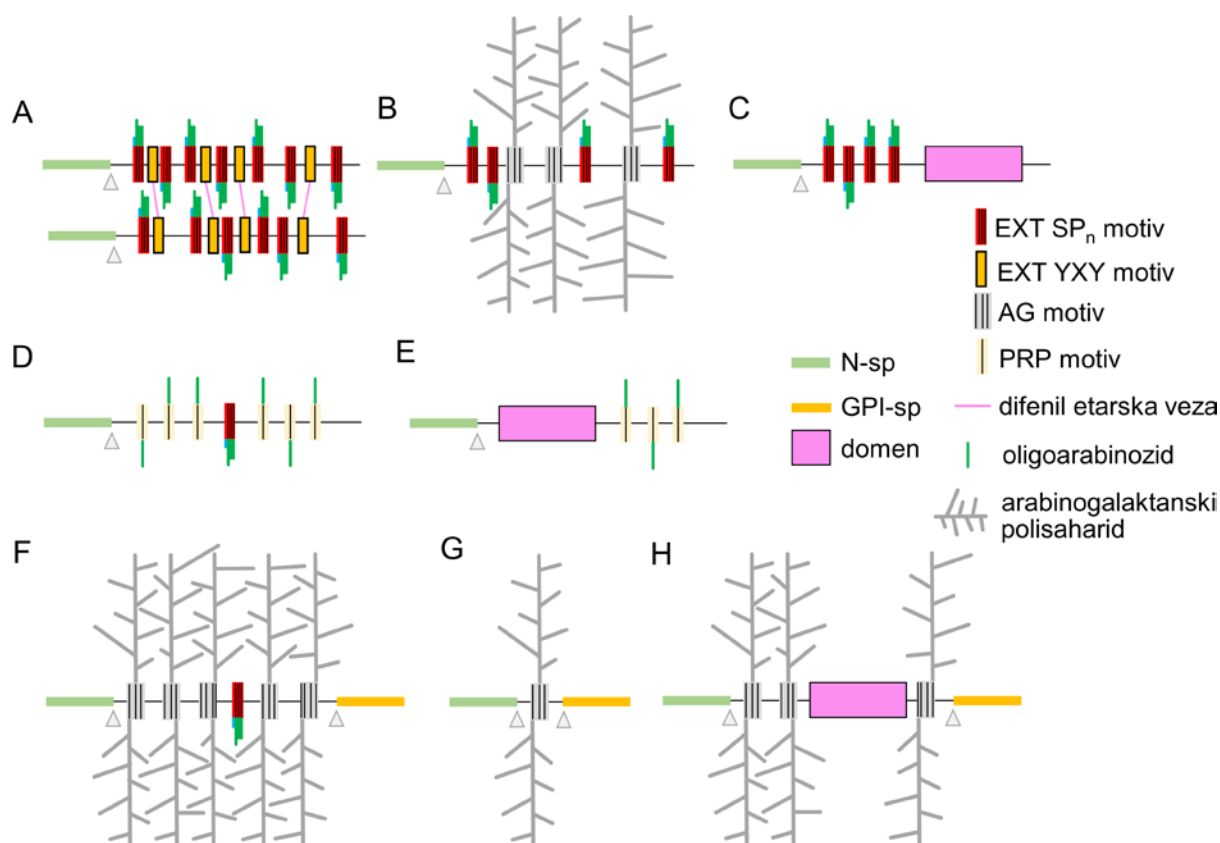 A
B
C
EXT SPn motiv
EXT YXY motiv
AG motiv
PRP motiv
D
E
N-sp
GPI-sp
domen
difenil etarska veza
oligoarabinozid
arabinogalaktanskii
polisaharid
F
G
H